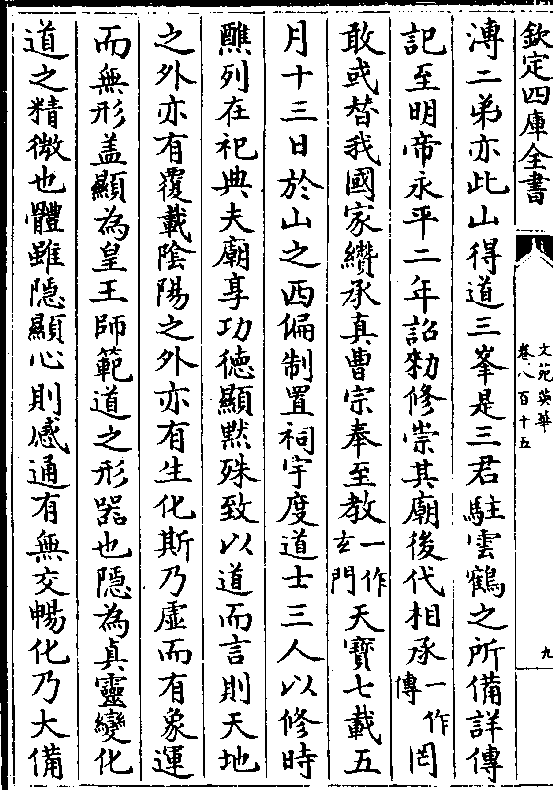 欽定四庫全書
文苑英華
卷八百十五
九
溥二弟亦此山得道三峯是三君駐雲鶴之所備詳傳
記至明帝永平二年詔勑修崇其廟後代相承一作傳罔
敢或替我國家纘承真曹宗奉至教一作玄門天寶七載五
月十三日於山之西偏制置祠宇度道士三人以修時
醮列在祀典夫廟享功德顯黙殊致以道而言則天地
之外亦有覆載陰陽之外亦有生化斯乃虚而有象運
而無形盖顯為皇王師範道之形器也隠為真靈變化
道之精微也體雖隠顯心則感通有無交暢化乃大備